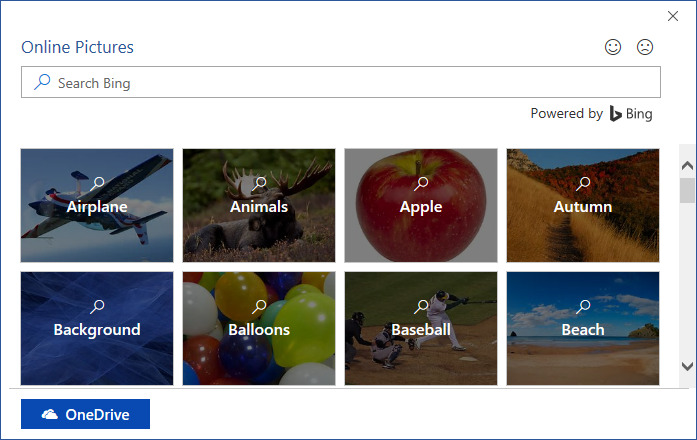 Online Pictures
Search Bing
Powered by Bing
Airplane
Animals
Apple
Autumn
Background
Balloons
Baseball
Beach
OneDrive